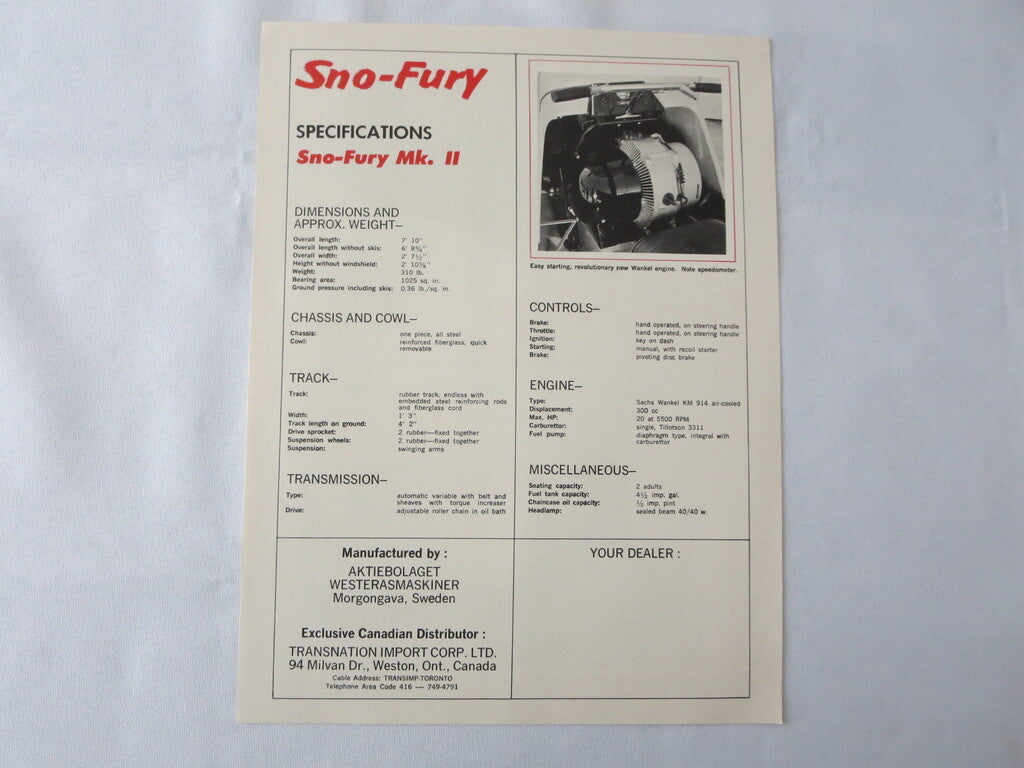 Sno-Fury
SPECIFICATIONS
Sno-Fury Mk. II
DIMENSIONS AND
APPROX. WEIGHT—
Overall length: 7' 10"
Overall length without skis: 6' 8⅝"
Overall width: 2' 7½"
Height without windshield: 2' 10⅝"
Weight: 310 lb.
Bearing area: 1025 sq. in.
Ground pressure including skis: 0.36 lb./sq. in.
CHASSIS AND COWL—
Chassis: one piece, all steel
Cowl: reinforced fiberglass, quick
removable
TRACK—
Track: rubber track, endless with
embedded steel reinforcing rods
and fiberglass cord
Width: 1' 3"
Track length on ground: 4' 2"
Drive sprocket: 2 rubber—fixed together
Suspension wheels: 2 rubber—fixed together
Suspension: swinging arms
TRANSMISSION—
Type: automatic variable with belt and
sheaves with torque increaser
Drive: adjustable roller chain in oil bath
Easy starting, revolutionary new Wankel engine. Note speedometer.
CONTROLS—
Brake: hand operated, on steering handle
Throttle: hand operated, on steering handle
Ignition: key on dash
Starting: manual, with recoil starter
Brake: pivoting disc brake
ENGINE—
Type: Sachs Wankel KM 914 air-cooled
Displacement: 300 cc
Max. HP: 20 at 5500 RPM
Carburettor: single, Tillotson 3311
Fuel pump: diaphragm type, integral with
carburettor
MISCELLANEOUS—
Seating capacity: 2 adults
Fuel tank capacity: 4½ imp. gal.
Chaincase oil capacity: ½ imp. pint
Headlamp: sealed beam 40/40 w.
Manufactured by :
AKTIEBOLAGET
WESTERASMASKINER
Morgongava, Sweden
Exclusive Canadian Distributor :
TRANSNATION IMPORT CORP. LTD.
94 Milvan Dr., Weston, Ont., Canada
Cable Address: TRANSIMP-TORONTO
Telephone Area Code 416 — 749-4791
YOUR DEALER :